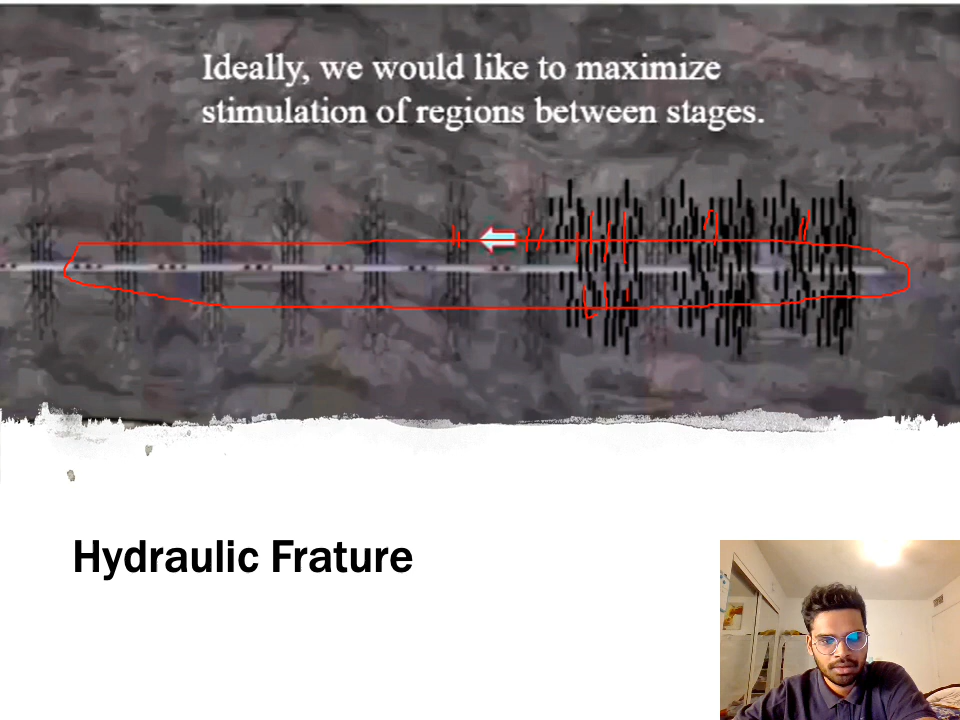 Ideally, we would like to maximize
stimulation of regions between stages.
Hydraulic Frature